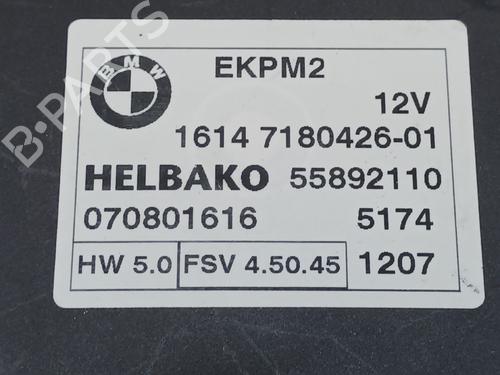 BMW
EKPM2
12V
1614 7180426-01
HELBAKO 55892110
070801616 5174
HW 5.0 FSV 4.50.45 1207
B-PARTS